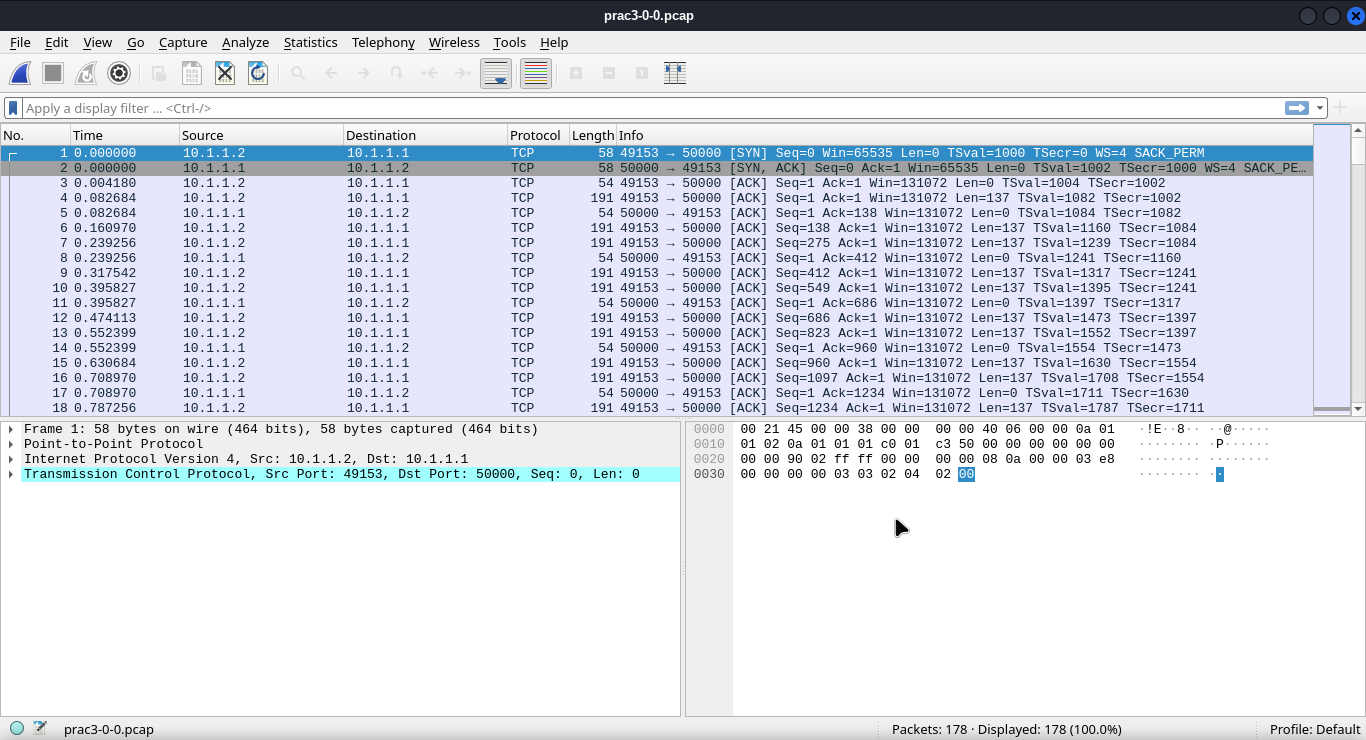 prac3-0-0.pcap
File Edit View Go Capture Analyze Statistics Telephony Wireless Tools Help
Apply a display filter … <Ctrl-/>
No. Time Source Destination Protocol Length Info
1 0.000000 10.1.1.2 10.1.1.1 TCP 58 49153 → 50000 [SYN] Seq=0 Win=65535 Len=0 TSval=1000 TSecr=0 WS=4 SACK_PERM
2 0.000000 10.1.1.1 10.1.1.2 TCP 58 50000 → 49153 [SYN, ACK] Seq=0 Ack=1 Win=65535 Len=0 TSval=1002 TSecr=1000 WS=4 SACK_PE…
3 0.004180 10.1.1.2 10.1.1.1 TCP 54 49153 → 50000 [ACK] Seq=1 Ack=1 Win=131072 Len=0 TSval=1004 TSecr=1002
4 0.082684 10.1.1.2 10.1.1.1 TCP 191 49153 → 50000 [ACK] Seq=1 Ack=1 Win=131072 Len=137 TSval=1082 TSecr=1002
5 0.082684 10.1.1.1 10.1.1.2 TCP 54 50000 → 49153 [ACK] Seq=1 Ack=138 Win=131072 Len=0 TSval=1084 TSecr=1082
6 0.160970 10.1.1.2 10.1.1.1 TCP 191 49153 → 50000 [ACK] Seq=138 Ack=1 Win=131072 Len=137 TSval=1160 TSecr=1084
7 0.239256 10.1.1.2 10.1.1.1 TCP 191 49153 → 50000 [ACK] Seq=275 Ack=1 Win=131072 Len=137 TSval=1239 TSecr=1084
8 0.239256 10.1.1.1 10.1.1.2 TCP 54 50000 → 49153 [ACK] Seq=1 Ack=412 Win=131072 Len=0 TSval=1241 TSecr=1160
9 0.317542 10.1.1.2 10.1.1.1 TCP 191 49153 → 50000 [ACK] Seq=412 Ack=1 Win=131072 Len=137 TSval=1317 TSecr=1241
10 0.395827 10.1.1.2 10.1.1.1 TCP 191 49153 → 50000 [ACK] Seq=549 Ack=1 Win=131072 Len=137 TSval=1395 TSecr=1241
11 0.395827 10.1.1.1 10.1.1.2 TCP 54 50000 → 49153 [ACK] Seq=1 Ack=686 Win=131072 Len=0 TSval=1397 TSecr=1317
12 0.474113 10.1.1.2 10.1.1.1 TCP 191 49153 → 50000 [ACK] Seq=686 Ack=1 Win=131072 Len=137 TSval=1473 TSecr=1397
13 0.552399 10.1.1.2 10.1.1.1 TCP 191 49153 → 50000 [ACK] Seq=823 Ack=1 Win=131072 Len=137 TSval=1552 TSecr=1397
14 0.552399 10.1.1.1 10.1.1.2 TCP 54 50000 → 49153 [ACK] Seq=1 Ack=960 Win=131072 Len=0 TSval=1554 TSecr=1473
15 0.630684 10.1.1.2 10.1.1.1 TCP 191 49153 → 50000 [ACK] Seq=960 Ack=1 Win=131072 Len=137 TSval=1630 TSecr=1554
16 0.708970 10.1.1.2 10.1.1.1 TCP 191 49153 → 50000 [ACK] Seq=1097 Ack=1 Win=131072 Len=137 TSval=1708 TSecr=1554
17 0.708970 10.1.1.1 10.1.1.2 TCP 54 50000 → 49153 [ACK] Seq=1 Ack=1234 Win=131072 Len=0 TSval=1711 TSecr=1630
18 0.787256 10.1.1.2 10.1.1.1 TCP 191 49153 → 50000 [ACK] Seq=1234 Ack=1 Win=131072 Len=137 TSval=1787 TSecr=1711
Frame 1: 58 bytes on wire (464 bits), 58 bytes captured (464 bits)
Point-to-Point Protocol
Internet Protocol Version 4, Src: 10.1.1.2, Dst: 10.1.1.1
Transmission Control Protocol, Src Port: 49153, Dst Port: 50000, Seq: 0, Len: 0
0000 00 21 45 00 00 38 00 00 00 00 40 06 00 00 0a 01 ·!E··8·· ··@·····
0010 01 02 0a 01 01 01 c0 01 c3 50 00 00 00 00 00 00 ········ ·P······
0020 00 00 90 02 ff ff 00 00 00 00 08 0a 00 00 03 e8 ········ ········
0030 00 00 00 00 03 03 02 04 02 00 ········ ··
prac3-0-0.pcap
Packets: 178 · Displayed: 178 (100.0%)
Profile: Default